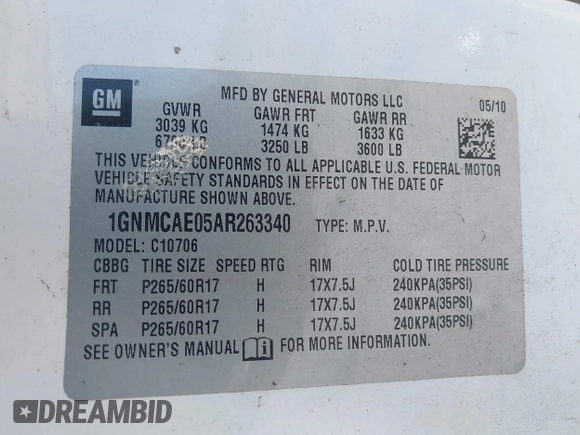 GM
MFD BY GENERAL MOTORS LLC
05/10
GVWR GAWR FRT GAWR RR
3039 KG 1474 KG 1633 KG
LB 3250 LB 3600 LB
THIS VEHICLE CONFORMS TO ALL APPLICABLE U.S. FEDERAL MOTOR
VEHICLE SAFETY STANDARDS IN EFFECT ON THE DATE OF
MANUFACTURE SHOWN ABOVE.
1GNMCAE05AR263340 TYPE: M.P.V.
MODEL: C10706
CBBG TIRE SIZE SPEED RTG RIM COLD TIRE PRESSURE
FRT P265/60R17 H 17X7.5J 240KPA(35PSI)
RR P265/60R17 H 17X7.5J 240KPA(35PSI)
SPA P265/60R17 H 17X7.5J 240KPA(35PSI)
SEE OWNER'S MANUAL FOR MORE INFORMATION.
DREAMBID